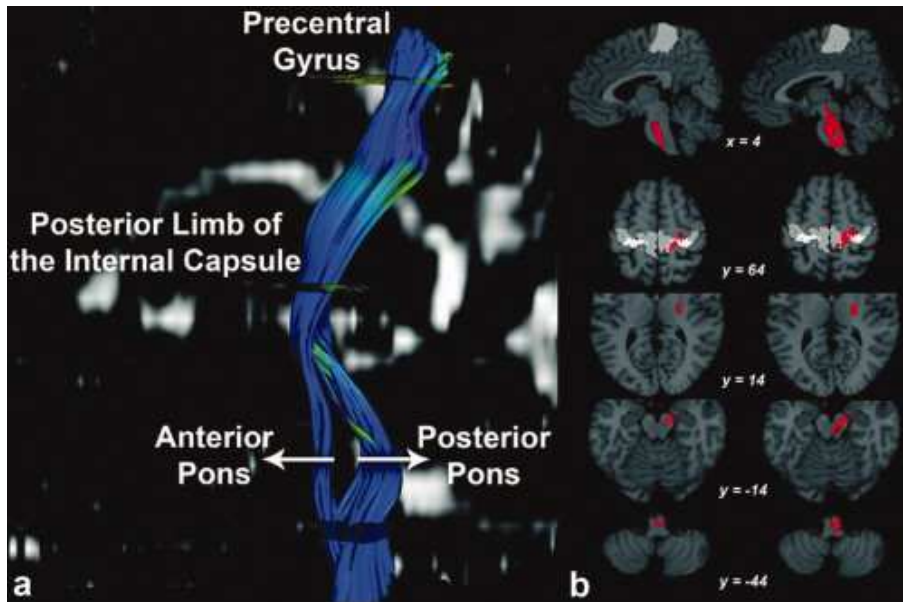 Precentral
Gyrus
Posterior Limb of
the Internal Capsule
Anterior
Pons
Posterior
Pons
a
x = 4
y = 64
y = 14
y = -14
y = -44
b